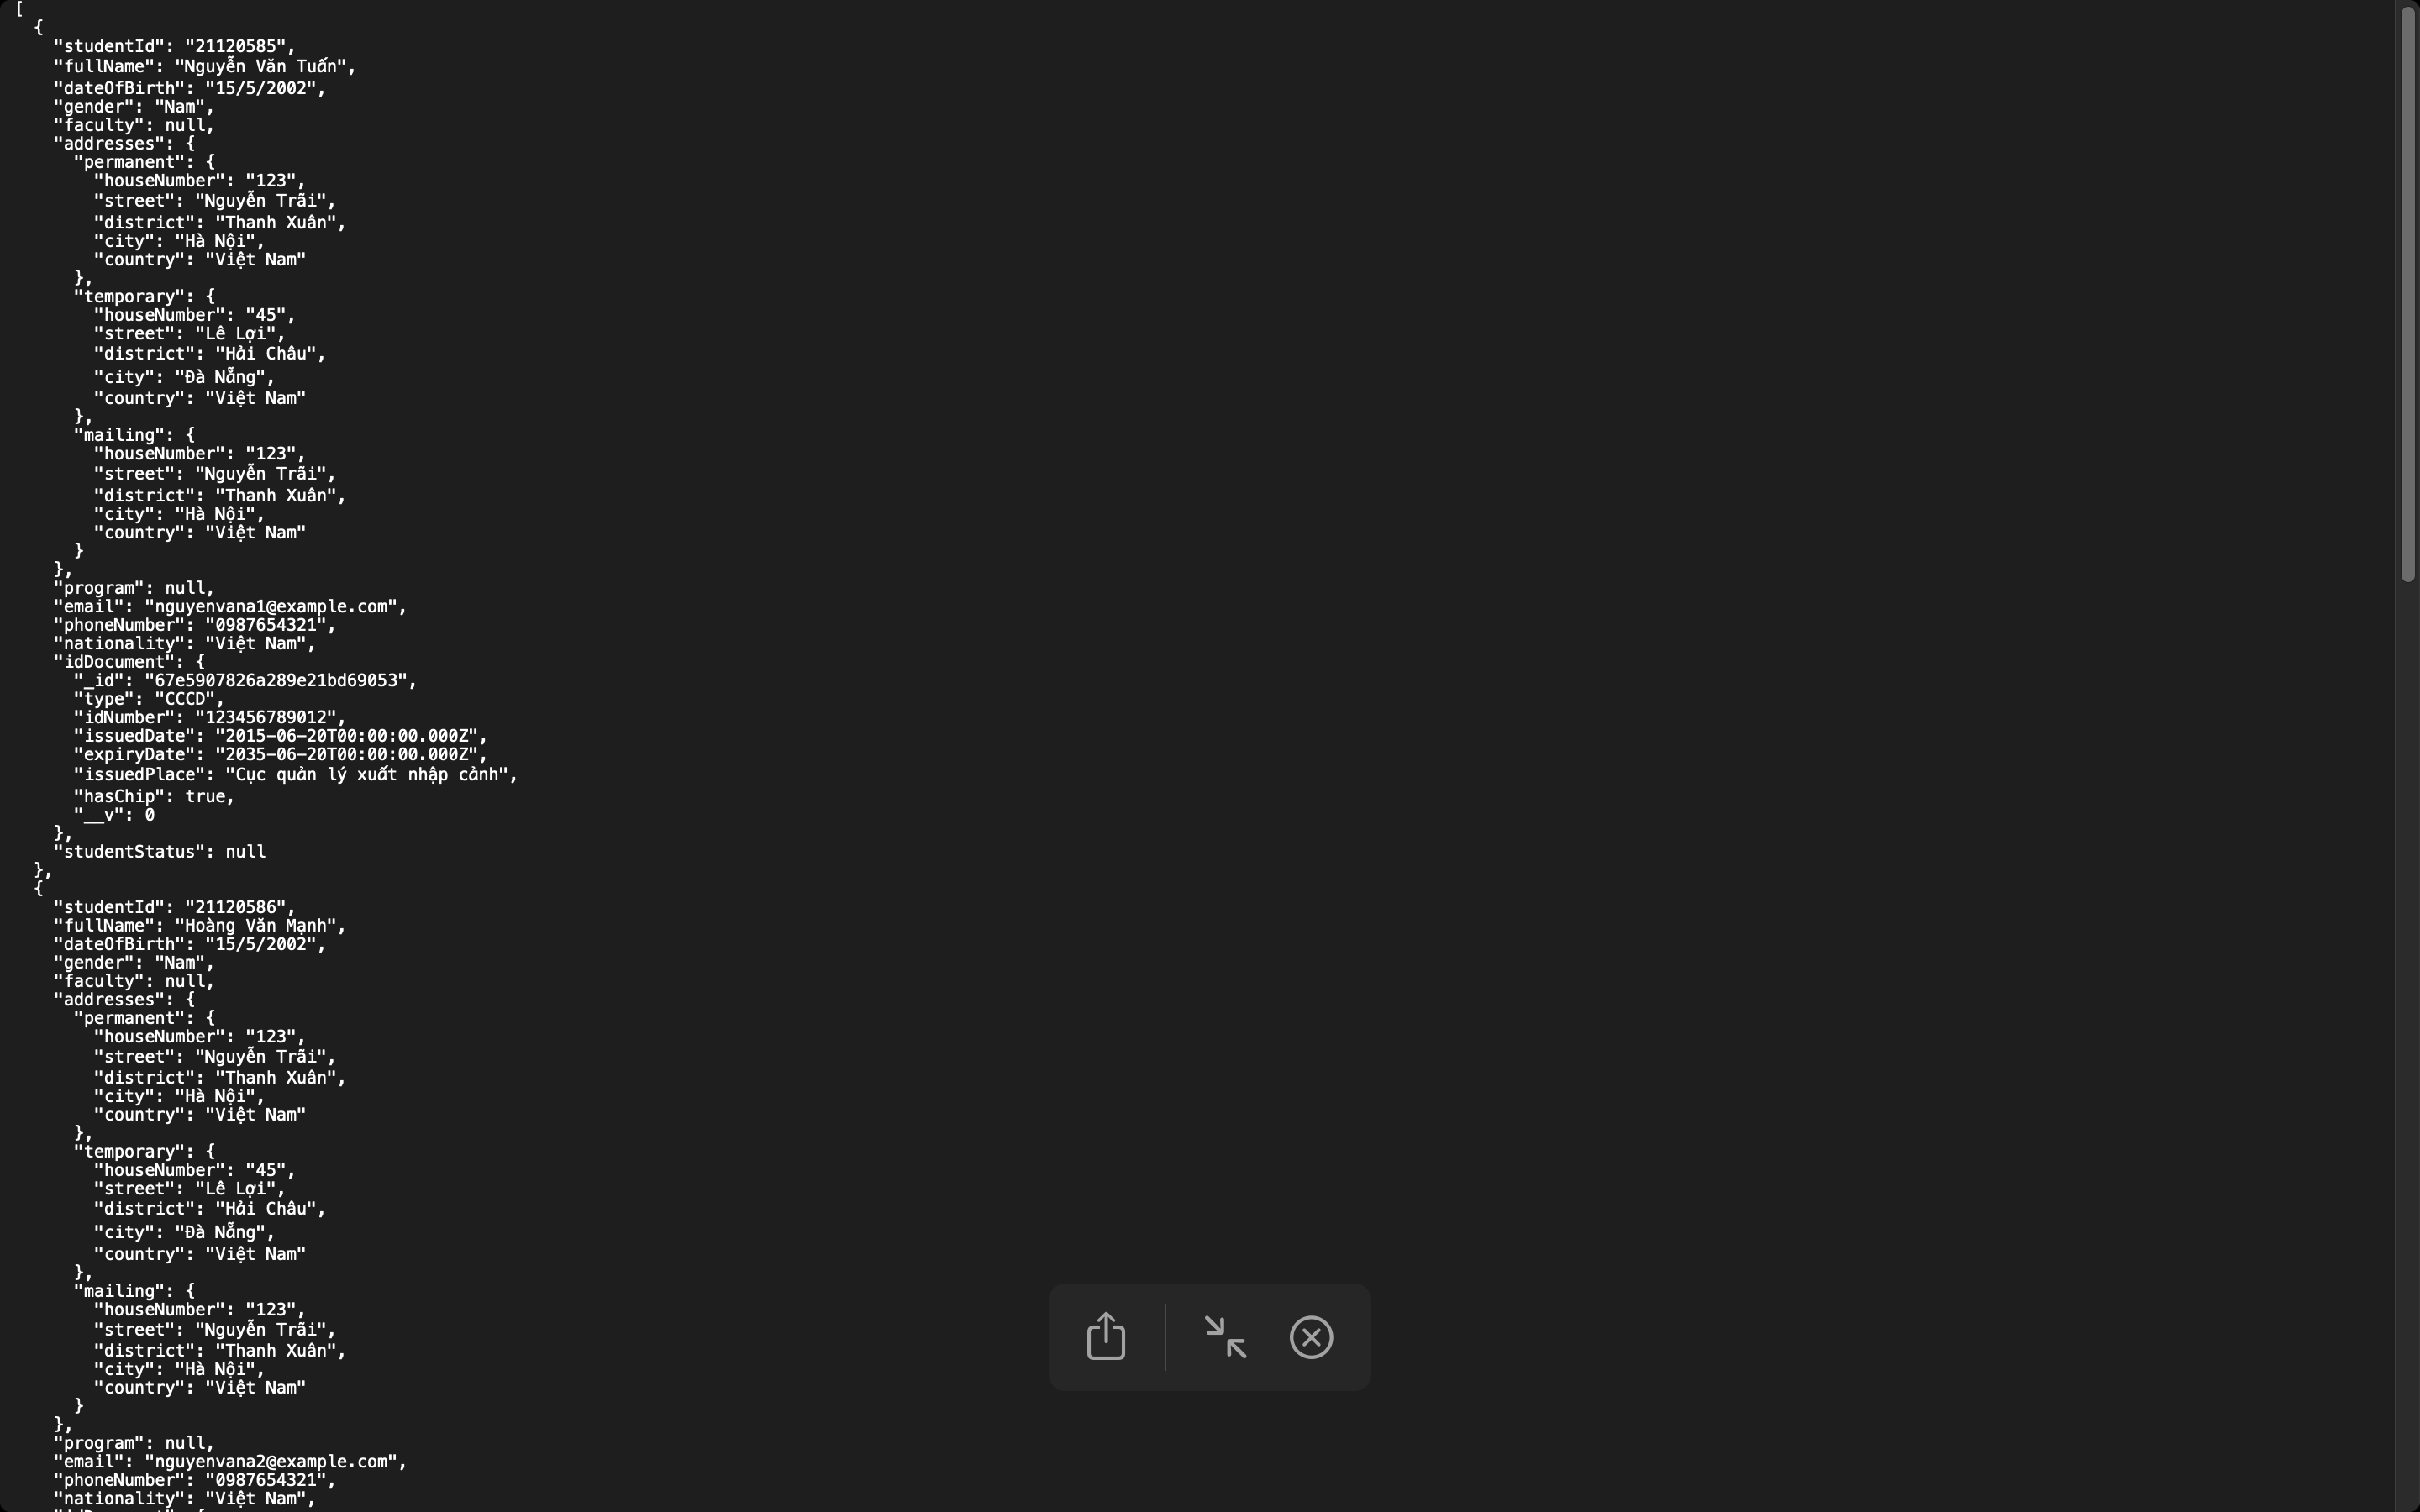 [
  {
    "studentId": "21120585",
    "fullName": "Nguyễn Văn Tuấn",
    "dateOfBirth": "15/5/2002",
    "gender": "Nam",
    "faculty": null,
    "addresses": {
      "permanent": {
        "houseNumber": "123",
        "street": "Nguyễn Trãi",
        "district": "Thanh Xuân",
        "city": "Hà Nội",
        "country": "Việt Nam"
      },
      "temporary": {
        "houseNumber": "45",
        "street": "Lê Lợi",
        "district": "Hải Châu",
        "city": "Đà Nẵng",
        "country": "Việt Nam"
      },
      "mailing": {
        "houseNumber": "123",
        "street": "Nguyễn Trãi",
        "district": "Thanh Xuân",
        "city": "Hà Nội",
        "country": "Việt Nam"
      }
    },
    "program": null,
    "email": "nguyenvana1@example.com",
    "phoneNumber": "0987654321",
    "nationality": "Việt Nam",
    "idDocument": {
      "_id": "67e5907826a289e21bd69053",
      "type": "CCCD",
      "idNumber": "123456789012",
      "issuedDate": "2015-06-20T00:00:00.000Z",
      "expiryDate": "2035-06-20T00:00:00.000Z",
      "issuedPlace": "Cục quản lý xuất nhập cảnh",
      "hasChip": true,
      "__v": 0
    },
    "studentStatus": null
  },
  {
    "studentId": "21120586",
    "fullName": "Hoàng Văn Mạnh",
    "dateOfBirth": "15/5/2002",
    "gender": "Nam",
    "faculty": null,
    "addresses": {
      "permanent": {
        "houseNumber": "123",
        "street": "Nguyễn Trãi",
        "district": "Thanh Xuân",
        "city": "Hà Nội",
        "country": "Việt Nam"
      },
      "temporary": {
        "houseNumber": "45",
        "street": "Lê Lợi",
        "district": "Hải Châu",
        "city": "Đà Nẵng",
        "country": "Việt Nam"
      },
      "mailing": {
        "houseNumber": "123",
        "street": "Nguyễn Trãi",
        "district": "Thanh Xuân",
        "city": "Hà Nội",
        "country": "Việt Nam"
      }
    },
    "program": null,
    "email": "nguyenvana2@example.com",
    "phoneNumber": "0987654321",
    "nationality": "Việt Nam",